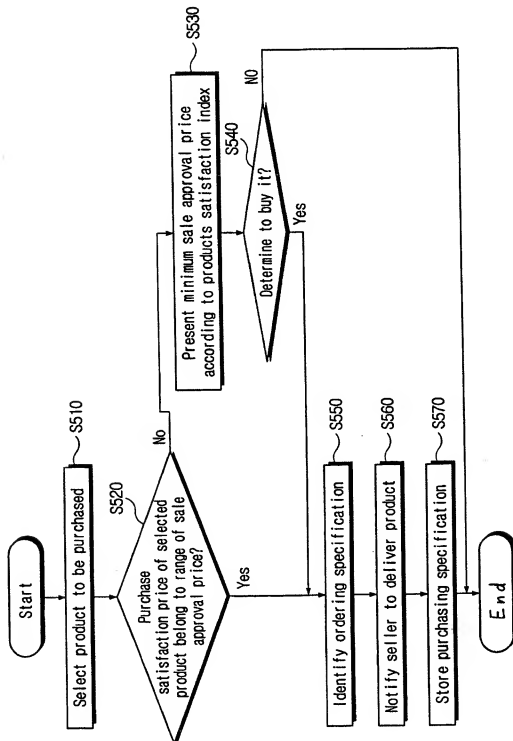 Start
S510
Select product to be purchased
S520
Purchase
satisfaction price of selected
product belong to range of sale
approval price?
No
Yes
S530
Present minimum sale approval price
according to products satisfaction index
S540
Determine to buy it?
NO
Yes
S550
Identify ordering specification
S560
Notify seller to deliver product
S570
Store purchasing specification
End